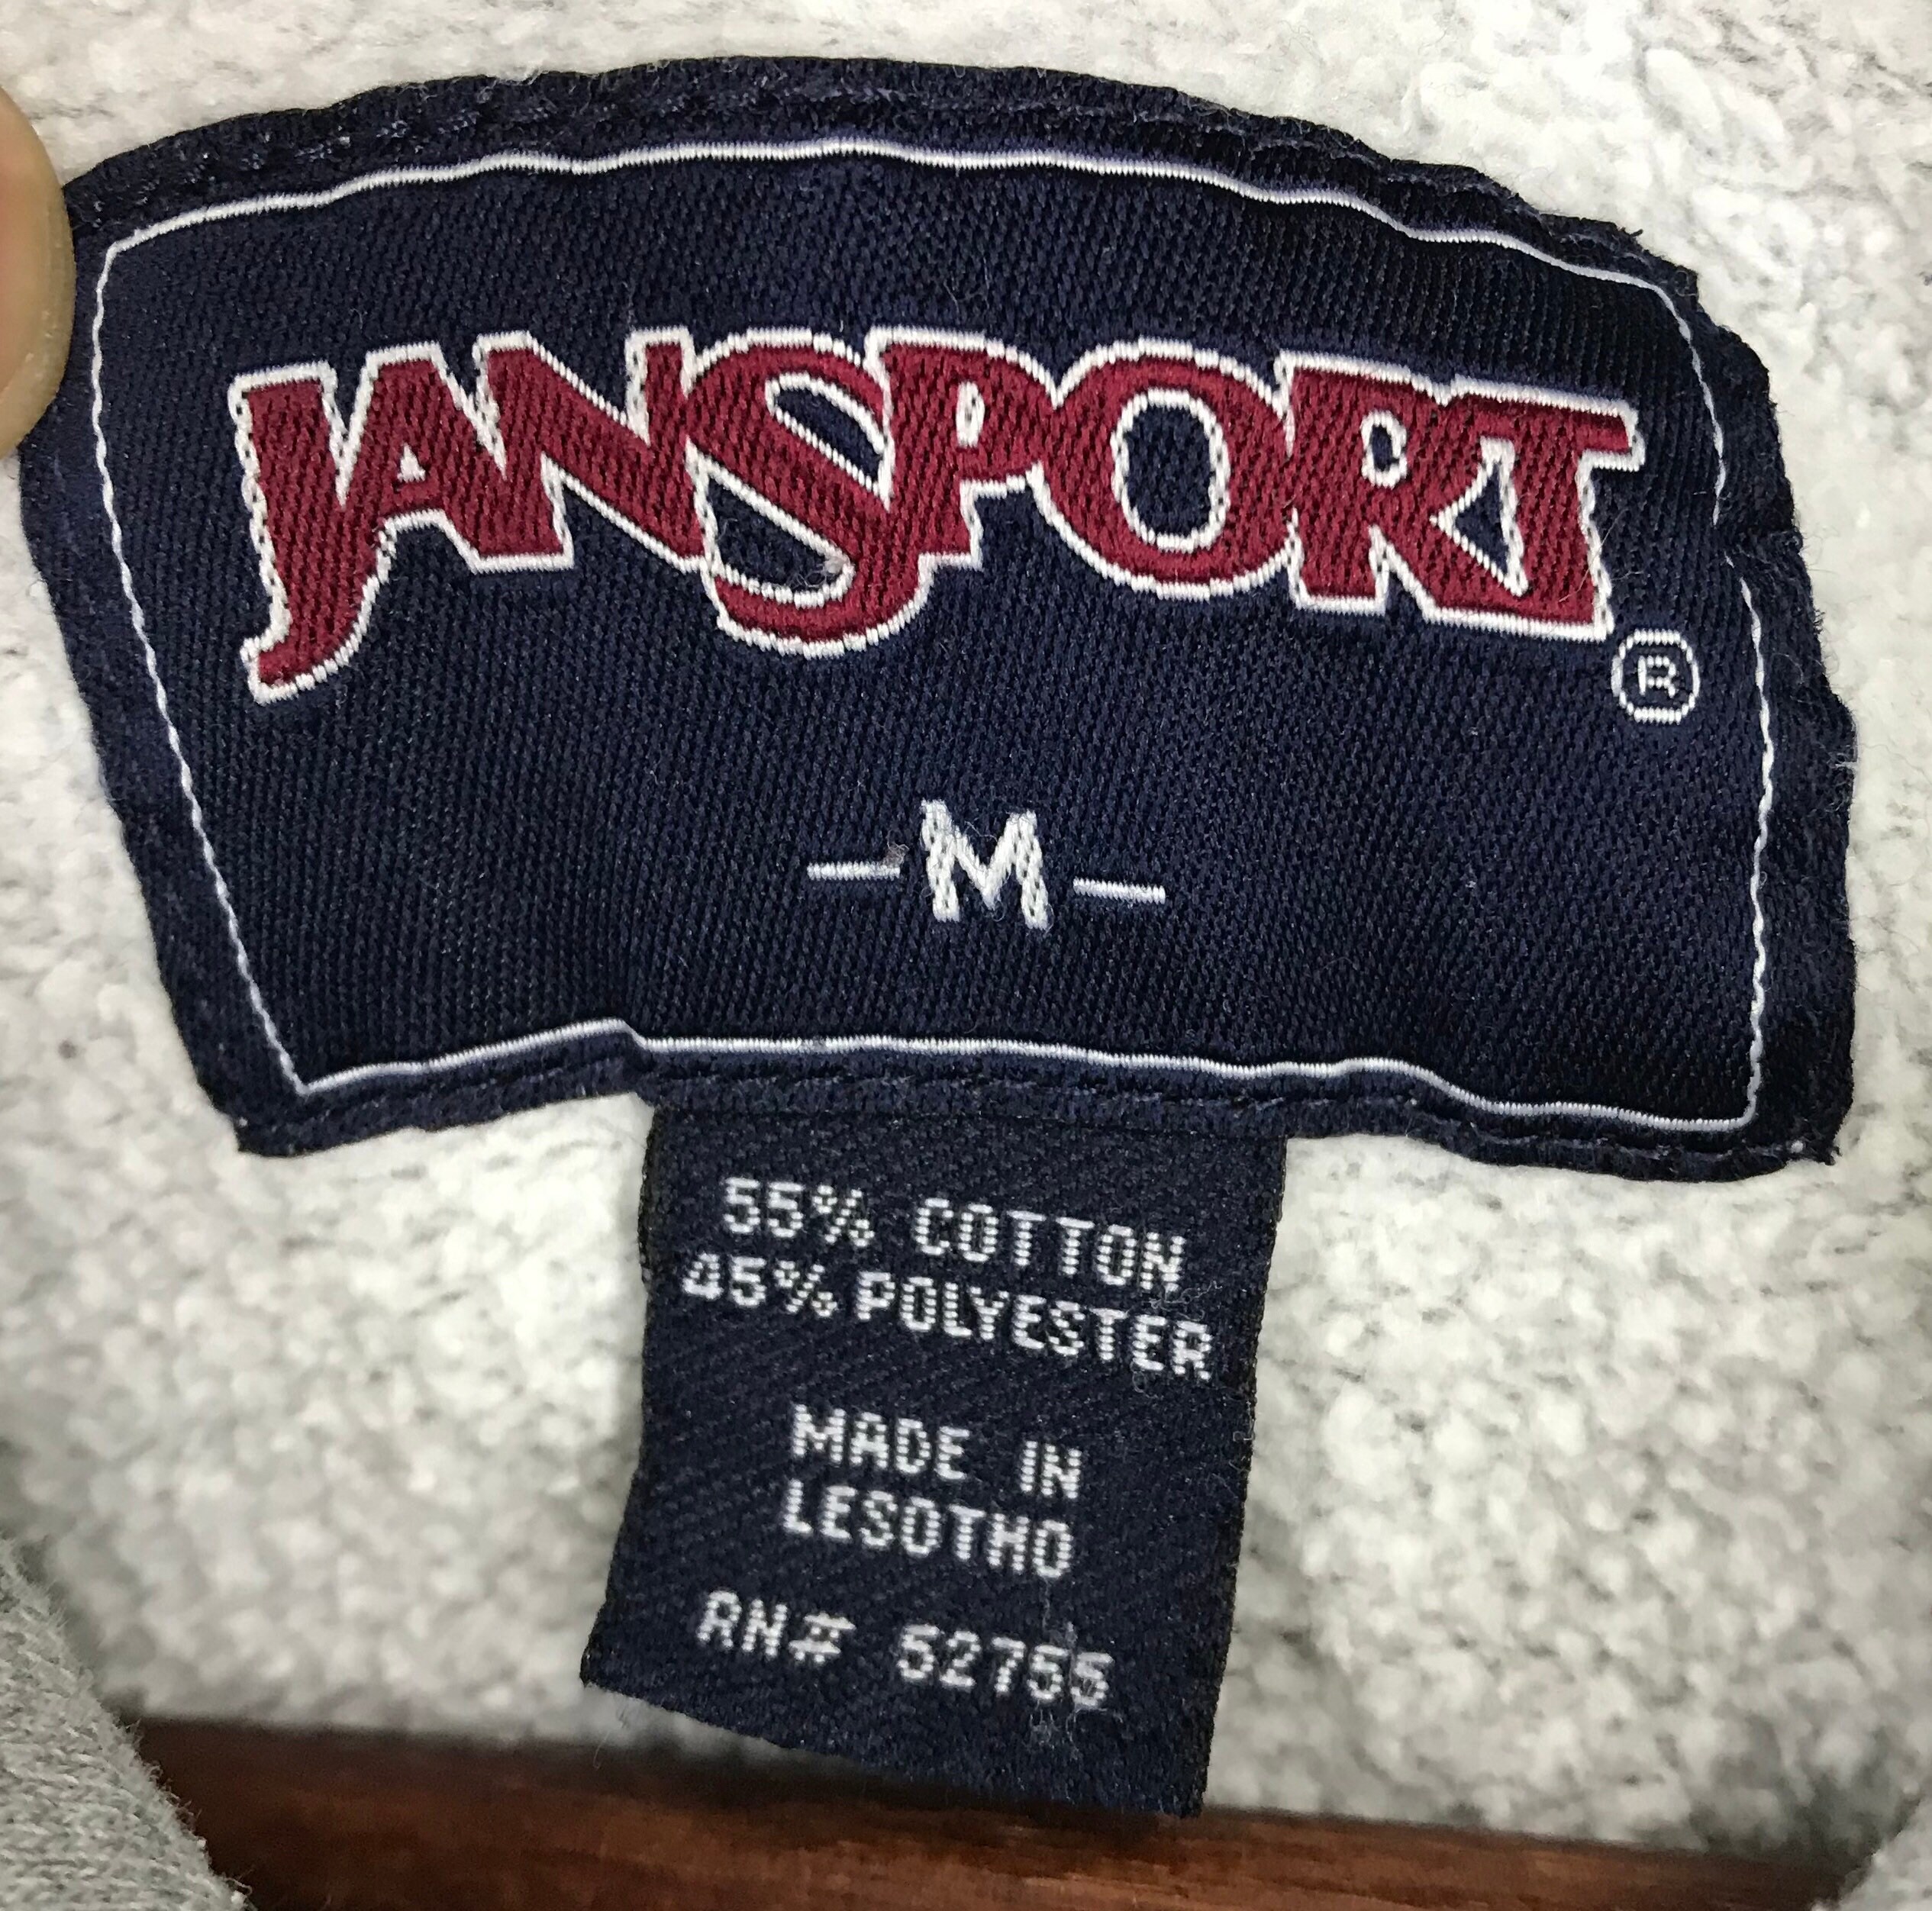 JANSPORT
®
-M-
55% COTTON
45% POLYESTER
MADE IN
LESOTHO
RN# 52755